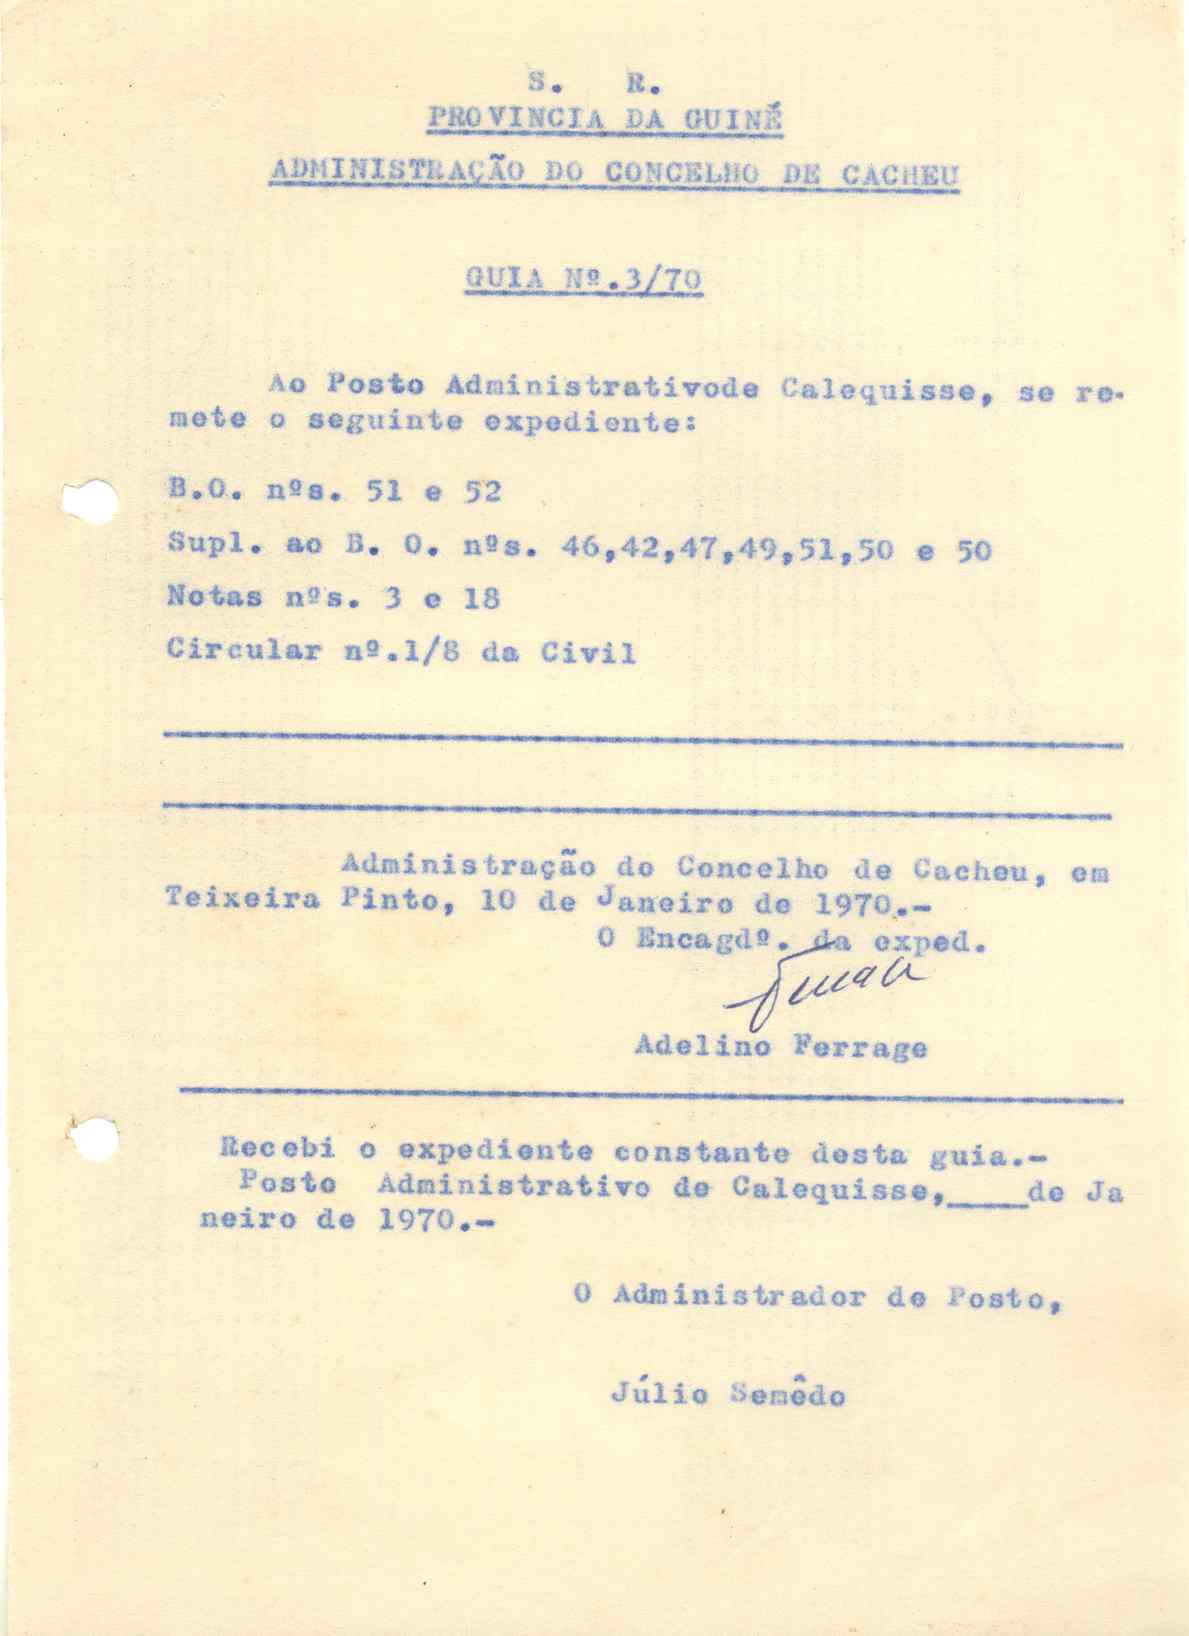 S. R.
PROVINCIA DA GUINÉ
ADMINISTRAÇÃO DO CONCELHO DE CACHEU
GUIA Nº.3/70
Ao Posto Administrativode Calequisse, se re-
mete o seguinte expediente:
B.O. nºs. 51 e 52
Supl. ao B. O. nºs. 46,42,47,49,51,50 e 50
Notas nºs. 3 e 18
Circular nº.1/8 da Civil
Administração do Concelho de Cacheu, em
Teixeira Pinto, 10 de Janeiro de 1970.-
O Encagdº. da exped.
Adelino Ferrage
Recebi o expediente constante desta guia.-
Posto Administrativo de Calequisse,____de Ja
neiro de 1970.-
O Administrador de Posto,
Júlio Semêdo